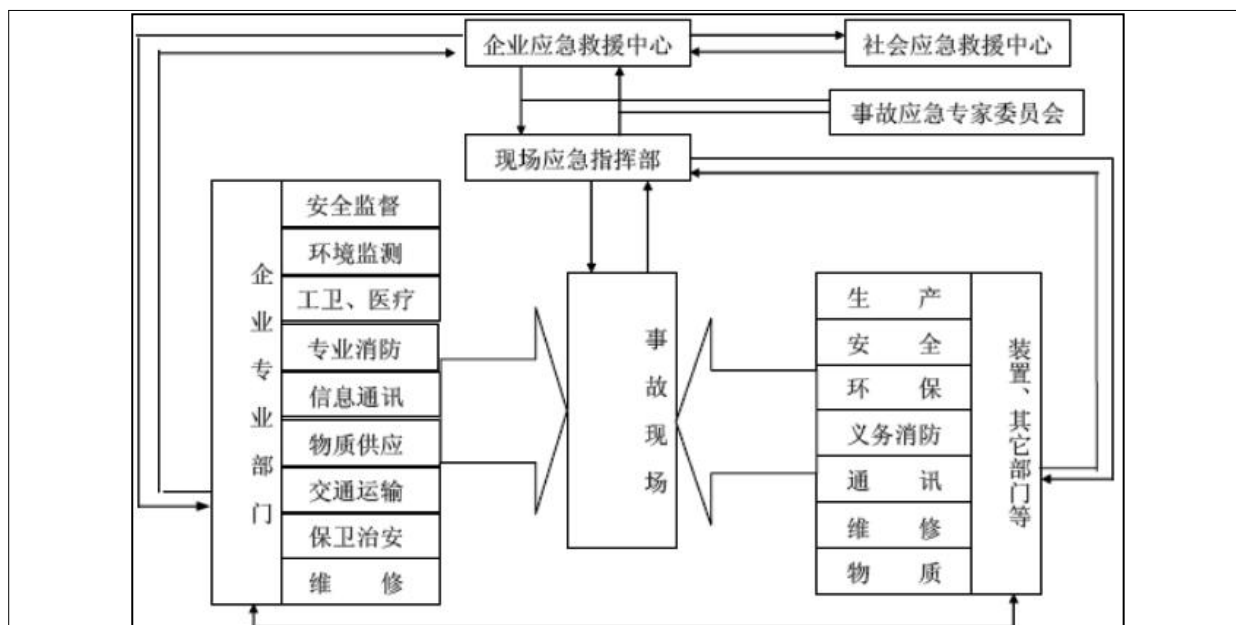 企业应急救援中心
社会应急救援中心
事故应急专家委员会
现场应急指挥部
企业专业部门
安全监督
环境监测
工卫、医疗
专业消防
信息通讯
物质供应
交通运输
保卫治安
维 修
事故现场
生 产
安 全
环 保
义务消防
通 讯
维 修
物 质
装置、其它部门等